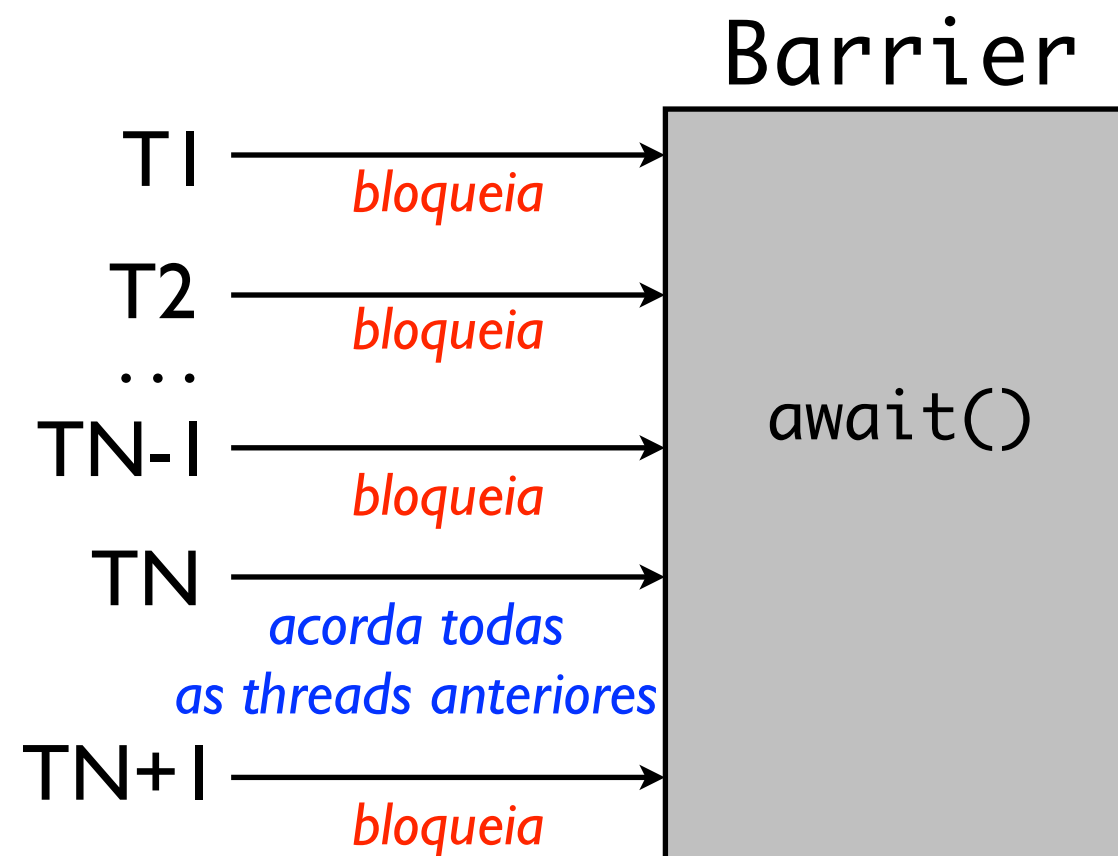 Barrier
T1
bloqueia
T2
bloqueia
...
await()
TN-1
bloqueia
TN
acorda todas
as threads anteriores
TN+1
bloqueia